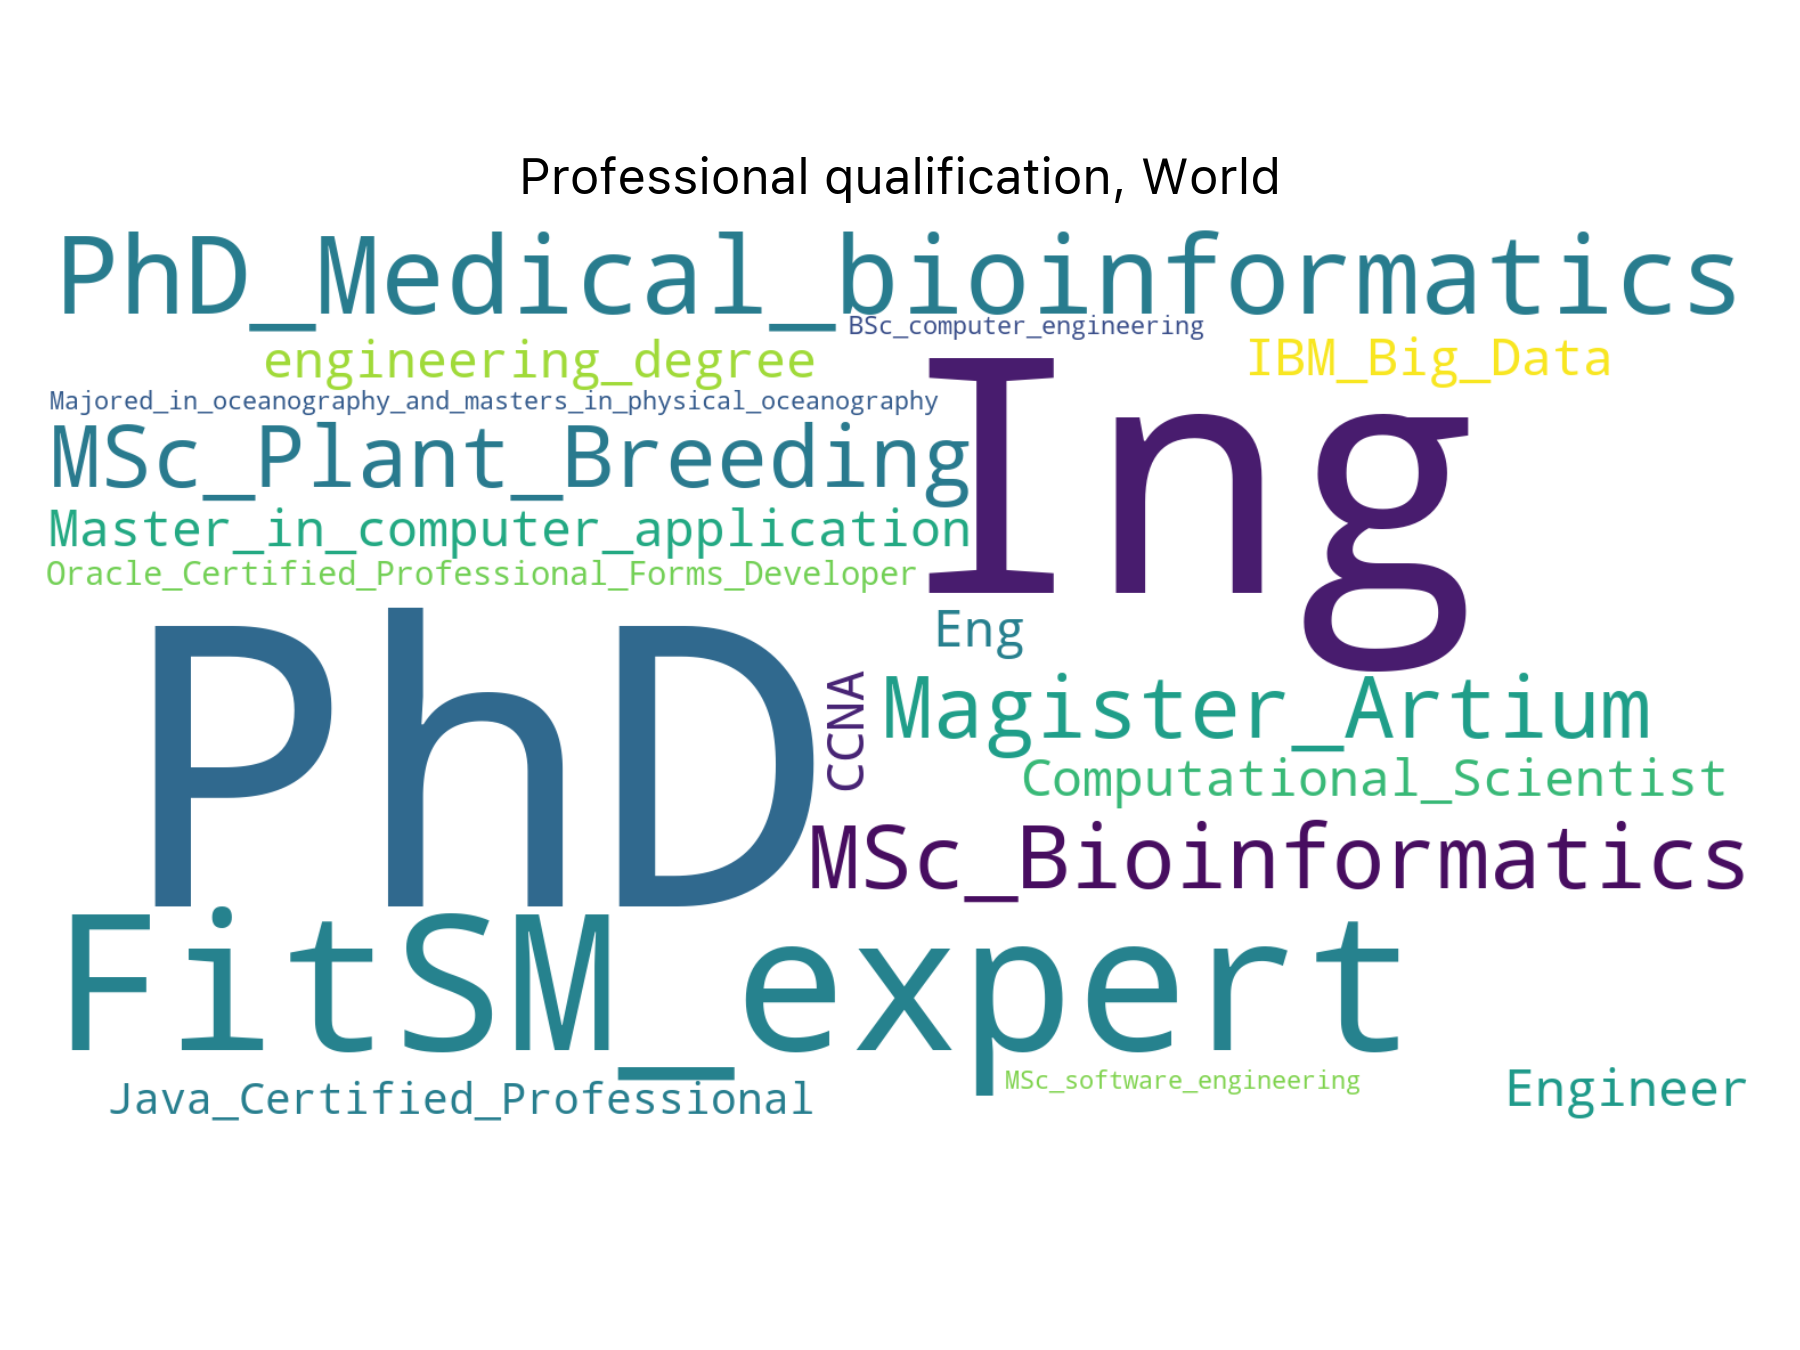 Professional qualification, World
PhD_Medical_bioinformatics
BSc_computer_engineering
engineering_degree
IBM_Big_Data
Majored_in_oceanography_and_masters_in_physical_oceanography
Ing
MSc_Plant_Breeding
Master_in_computer_application
Oracle_Certified_Professional_Forms_Developer
Eng
PhD
CCNA
Magister_Artium
Computational_Scientist
MSc_Bioinformatics
FitSM_expert
MSc_software_engineering
Engineer
Java_Certified_Professional